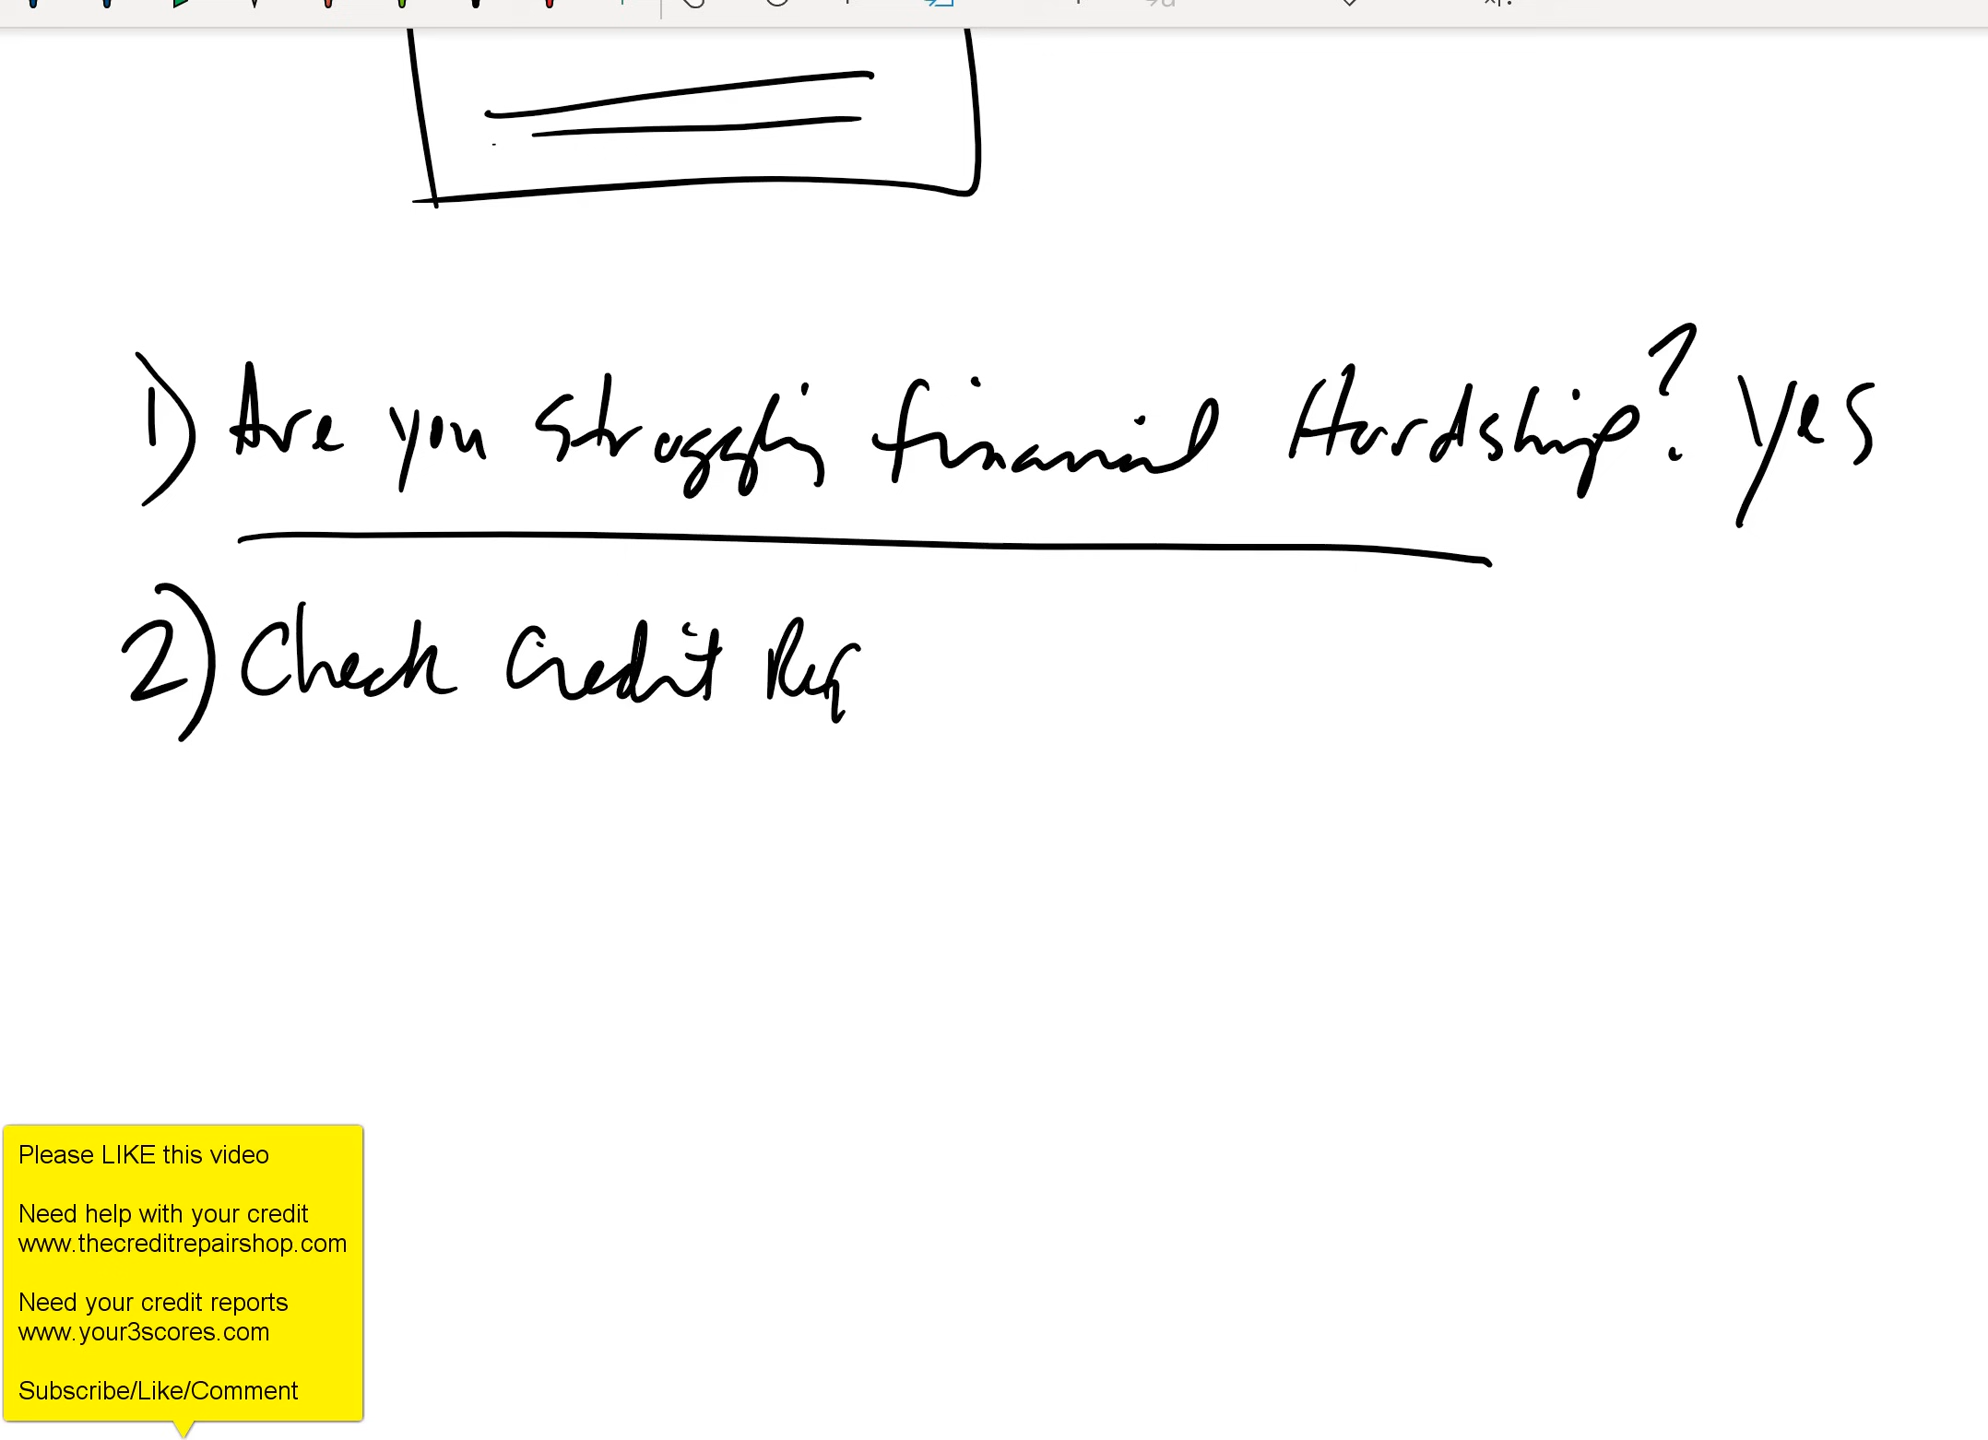 1) Are you struggling financial Hardship? Yes
2) Check Credit Rep
Please LIKE this video
Need help with your credit
www.thecreditrepairshop.com
Need your credit reports
www.your3scores.com
Subscribe/Like/Comment